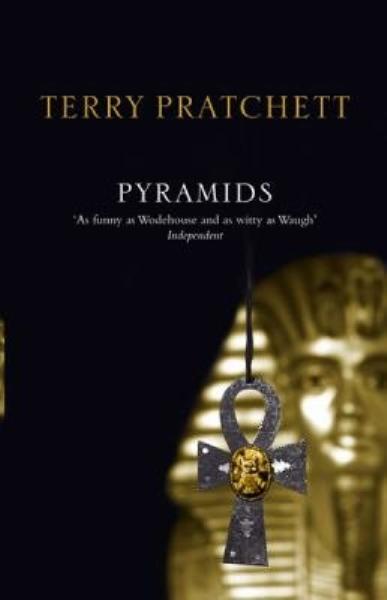 TERRY PRATCHETT
PYRAMIDS
‘As funny as Wodehouse and as witty as Waugh’
Independent